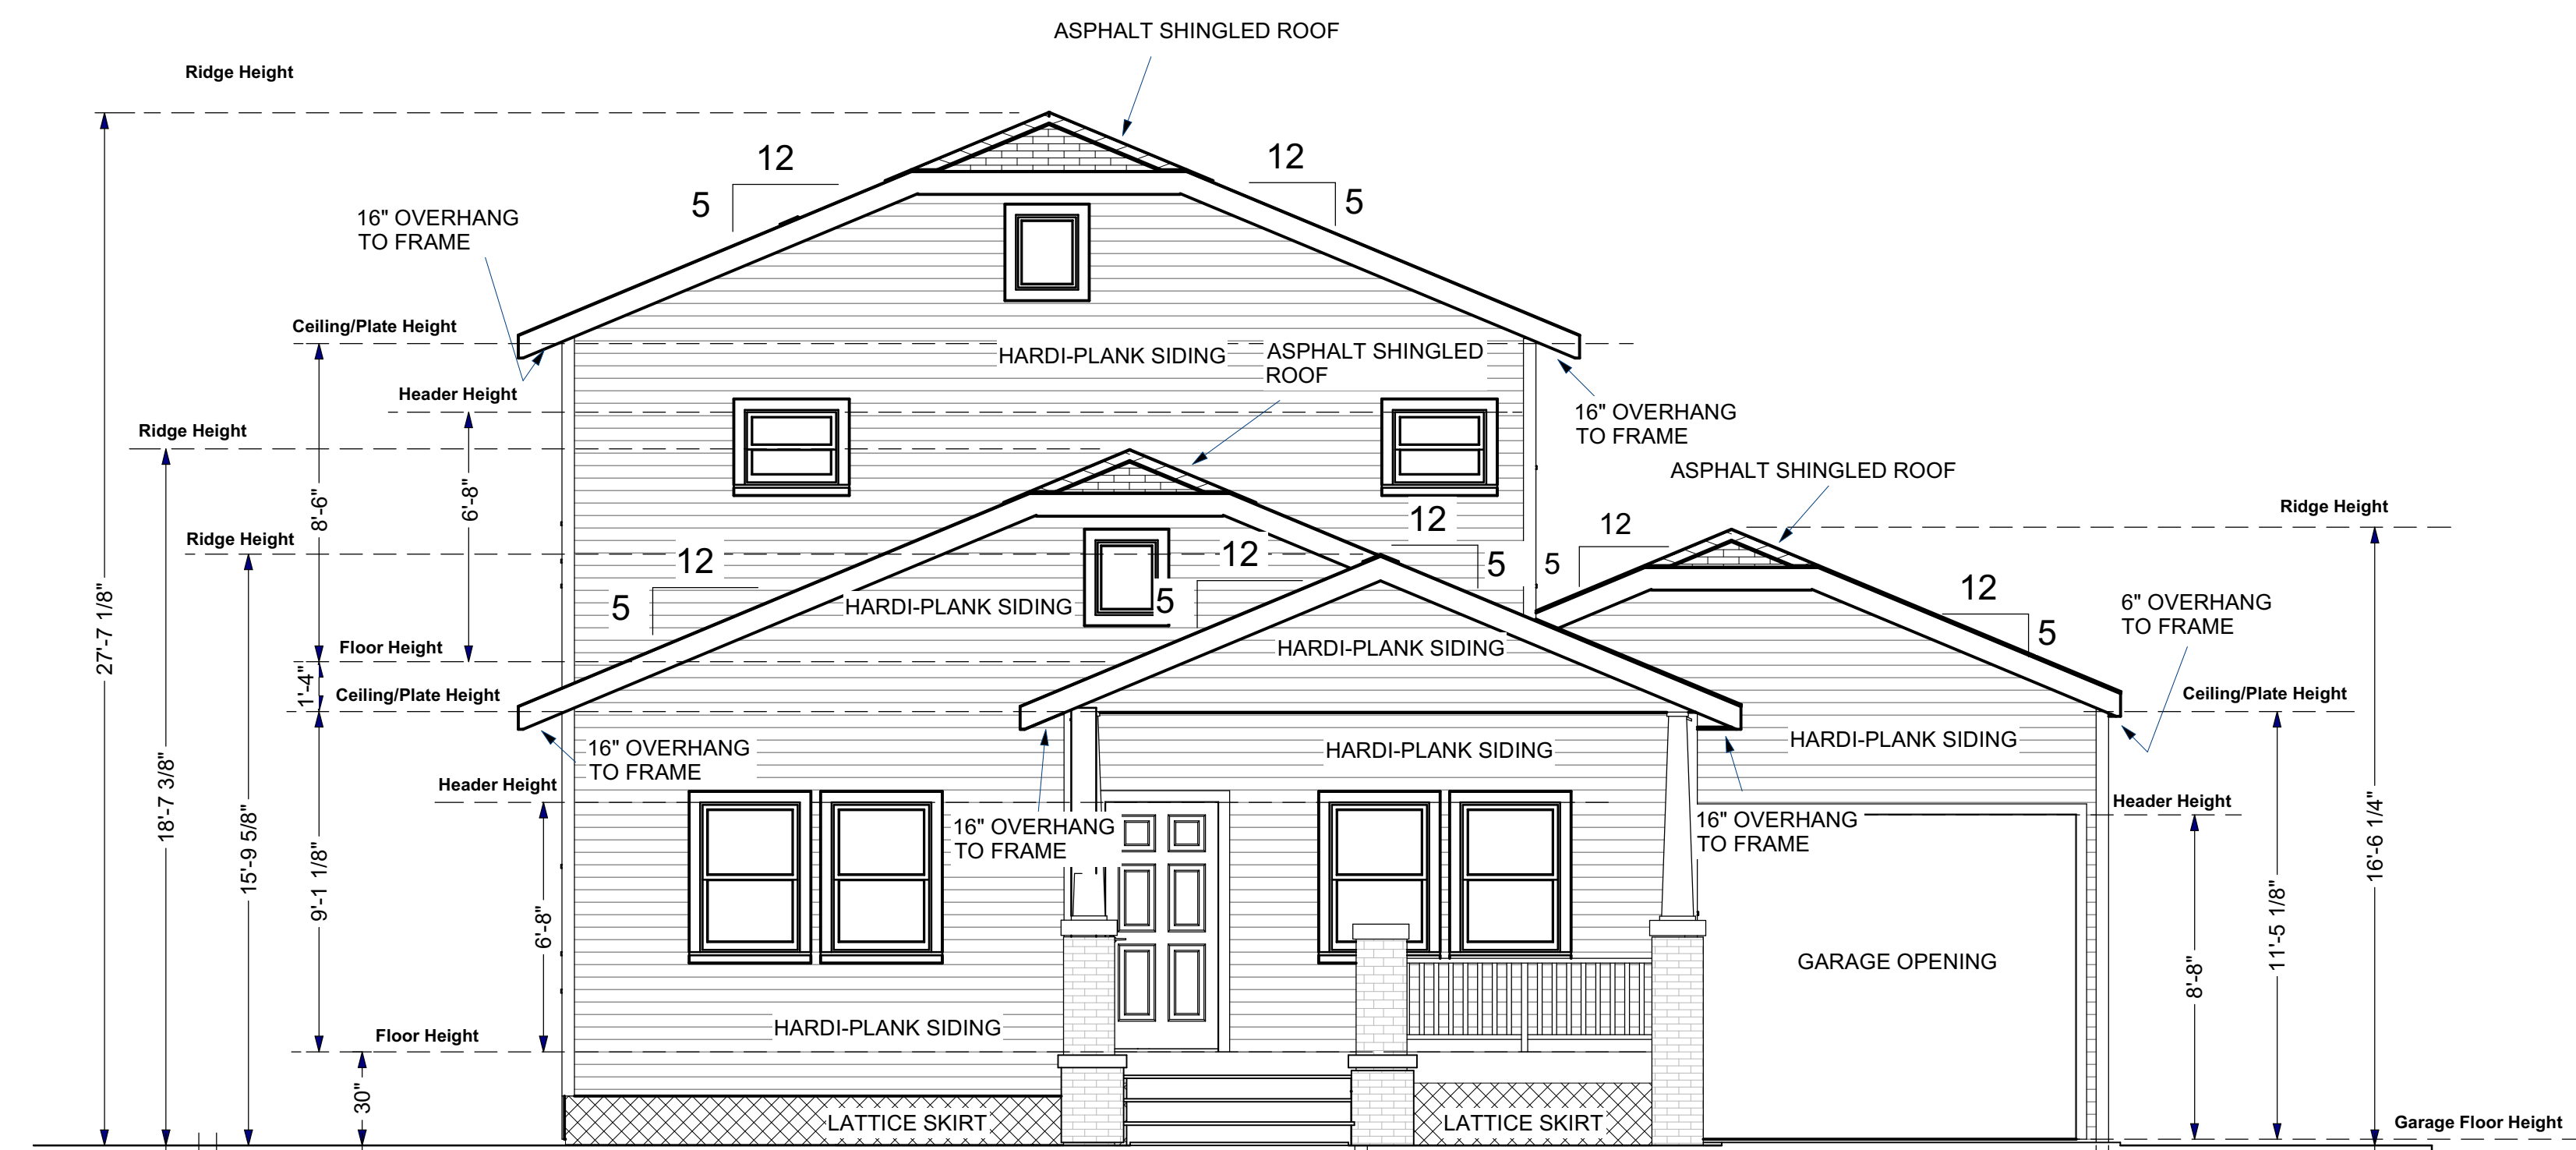 ASPHALT SHINGLED ROOF
Ridge Height
12
12
5
5
16" OVERHANG
TO FRAME
Ceiling/Plate Height
HARDI-PLANK SIDING
ASPHALT SHINGLED
ROOF
Header Height
16" OVERHANG
TO FRAME
Ridge Height
ASPHALT SHINGLED ROOF
8'-6"
6'-8"
Ridge Height
12
12
Ridge Height
12
12
5
5
12
5
5
5
HARDI-PLANK SIDING
6" OVERHANG
TO FRAME
27'-7 1/8"
Floor Height
HARDI-PLANK SIDING
1'-4"
Ceiling/Plate Height
Ceiling/Plate Height
16" OVERHANG
TO FRAME
HARDI-PLANK SIDING
HARDI-PLANK SIDING
18'-7 3/8"
15'-9 5/8"
Header Height
Header Height
16" OVERHANG
TO FRAME
16" OVERHANG
TO FRAME
16'-6 1/4"
9'-1 1/8"
6'-8"
GARAGE OPENING
8'-8"
11'-5 1/8"
HARDI-PLANK SIDING
Floor Height
30"
LATTICE SKIRT
LATTICE SKIRT
Garage Floor Height